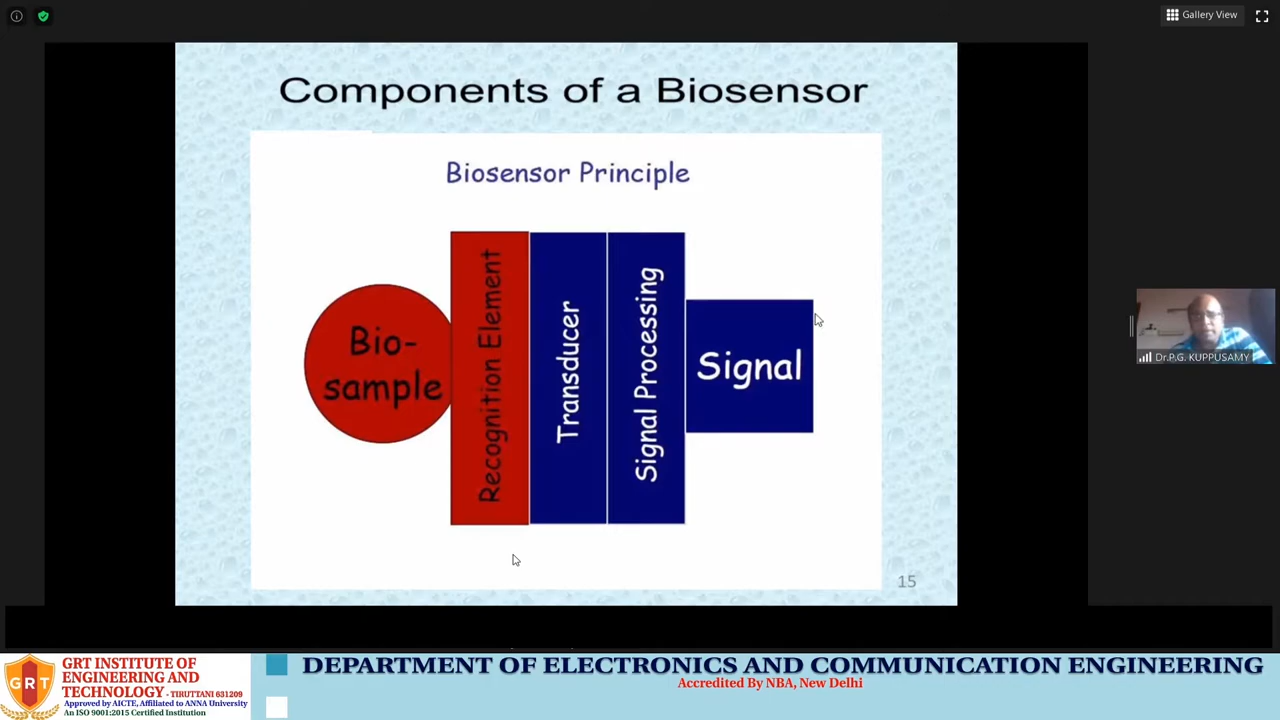 Gallery View
Components of a Biosensor
Biosensor Principle
Bio-
sample
Recognition Element
Transducer
Signal Processing
Signal
Dr.P.G. KUPPUSAMY
15
GRT
GRT INSTITUTE OF
ENGINEERING AND
TECHNOLOGY - TIRUTTANI 631209
Approved by AICTE, Affiliated to ANNA University
An ISO 9001:2015 Certified Institution
DEPARTMENT OF ELECTRONICS AND COMMUNICATION ENGINEERING
Accredited By NBA, New Delhi